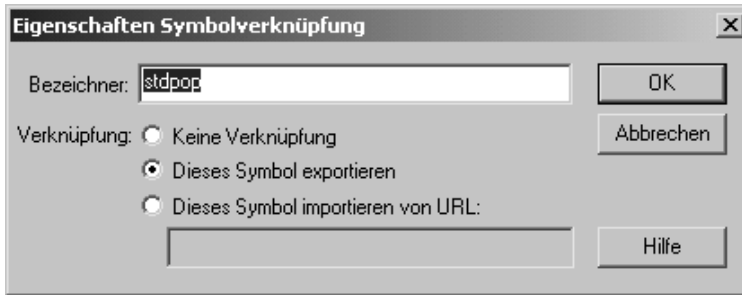 Eigenschaften Symbolverknüpfung
Bezeichner: stdpop
OK
Verknüpfung: Keine Verknüpfung
Abbrechen
Dieses Symbol exportieren
Dieses Symbol importieren von URL:
Hilfe